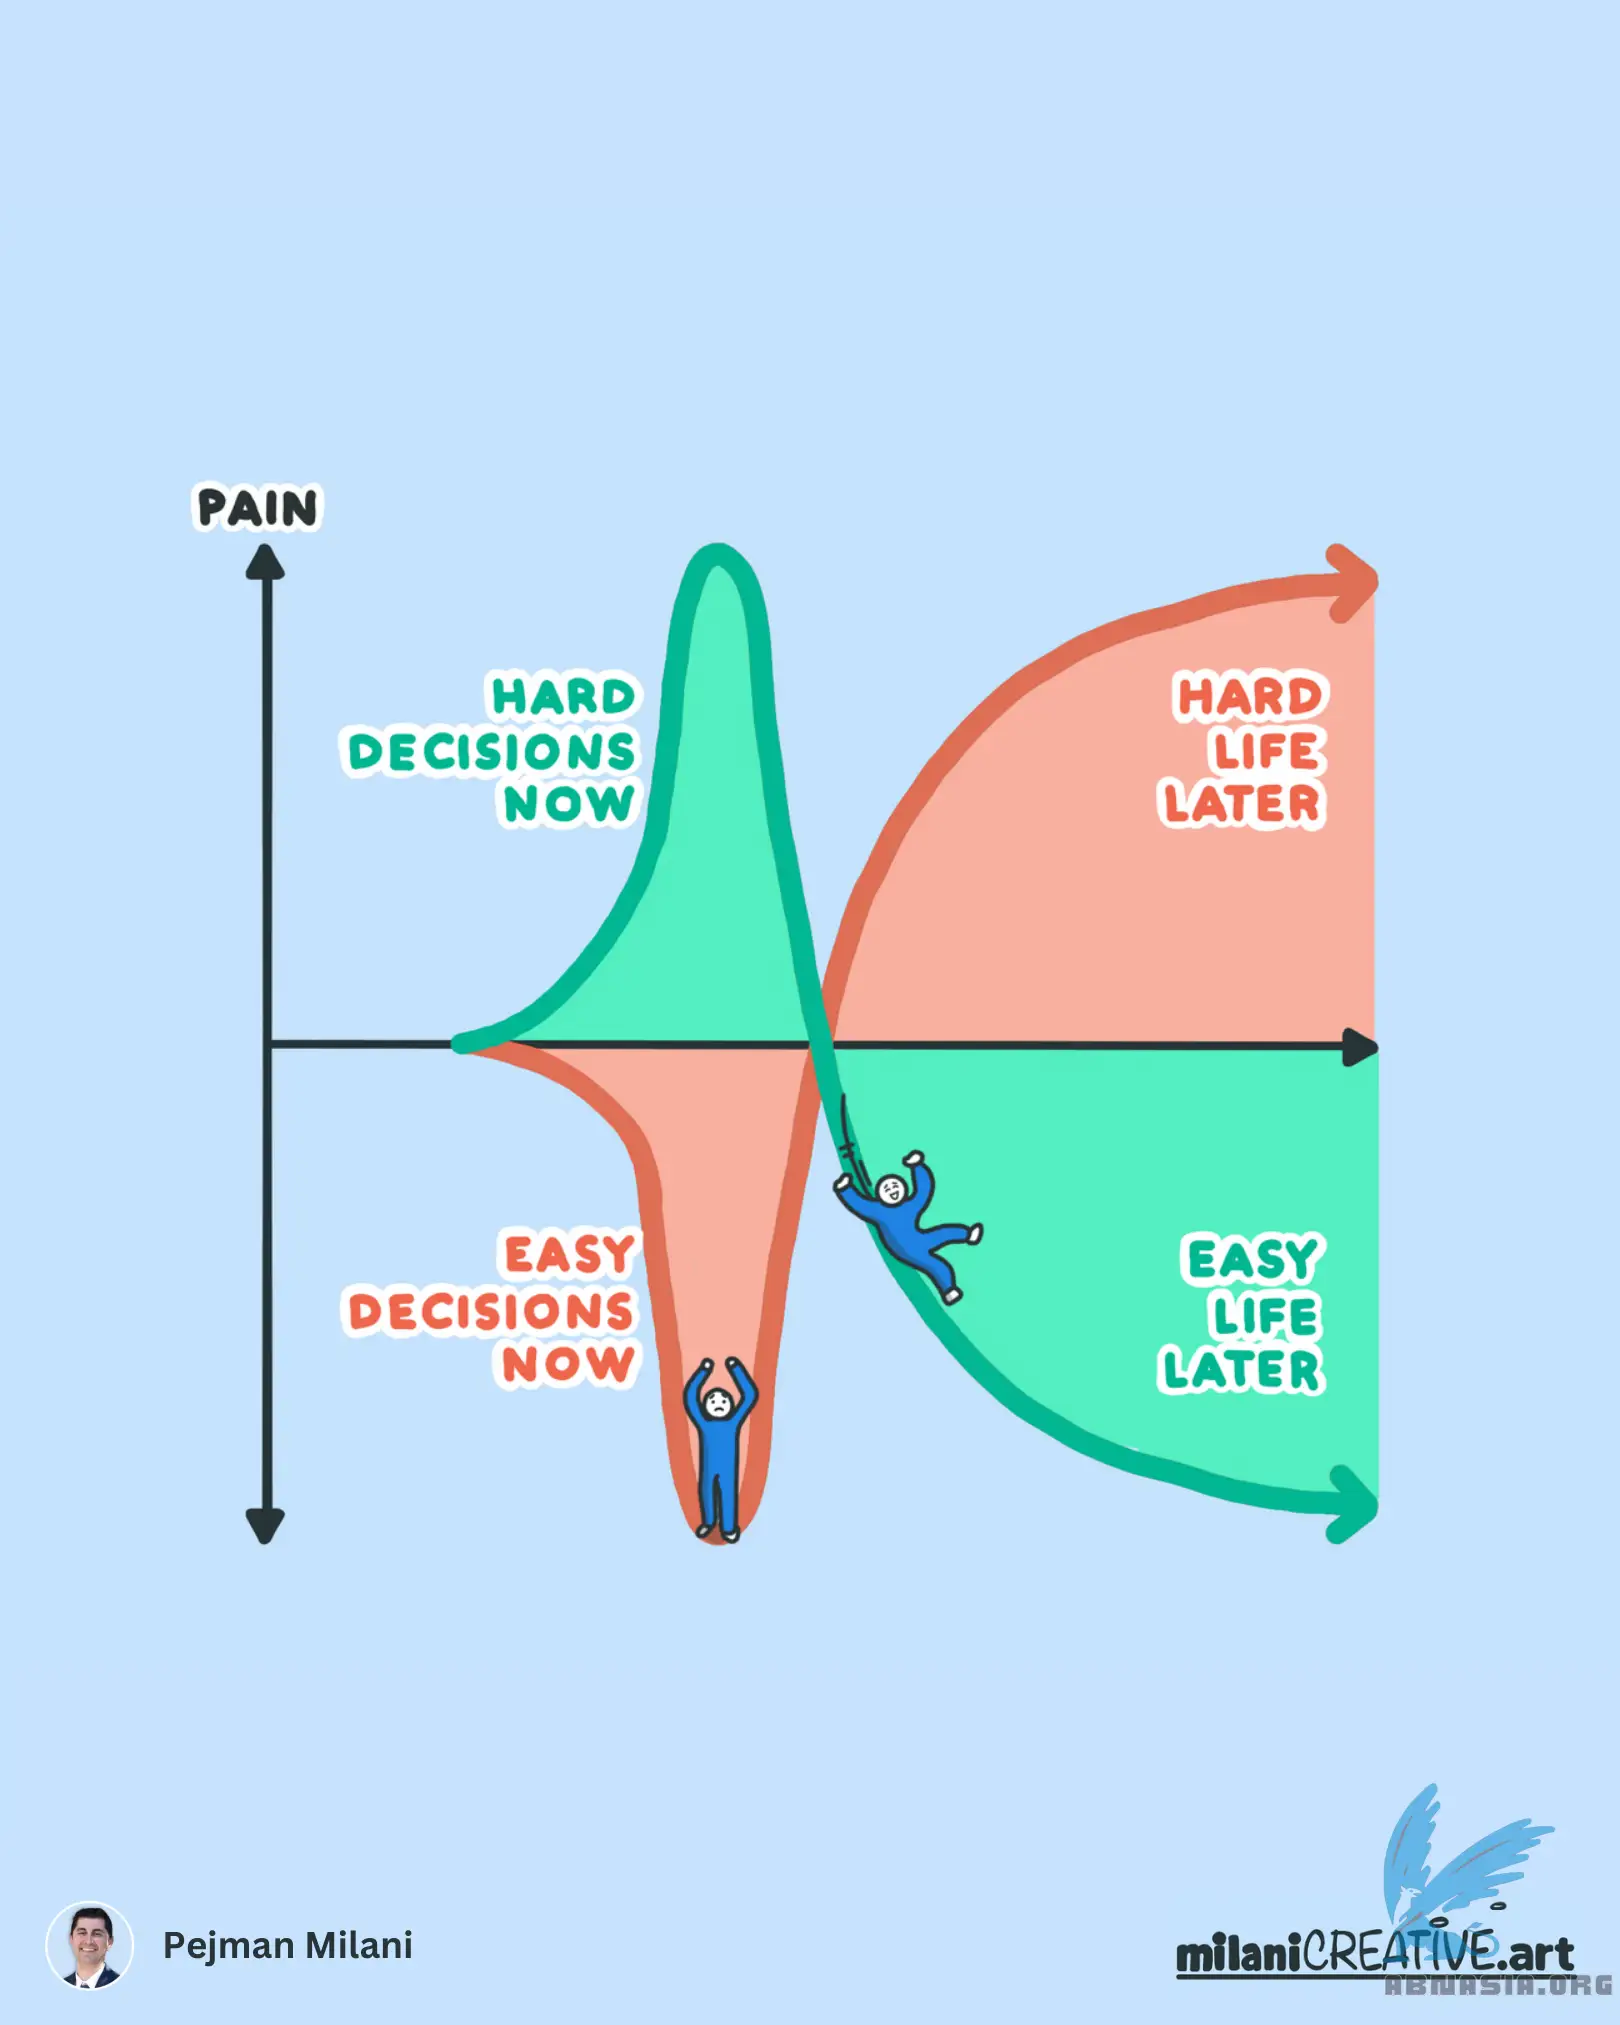 PAIN
HARD
DECISIONS
NOW
HARD
LIFE
LATER
EASY
DECISIONS
NOW
EASY
LIFE
LATER
Pejman Milani
milaniCREATIVE.art
ABNASIA.ORG